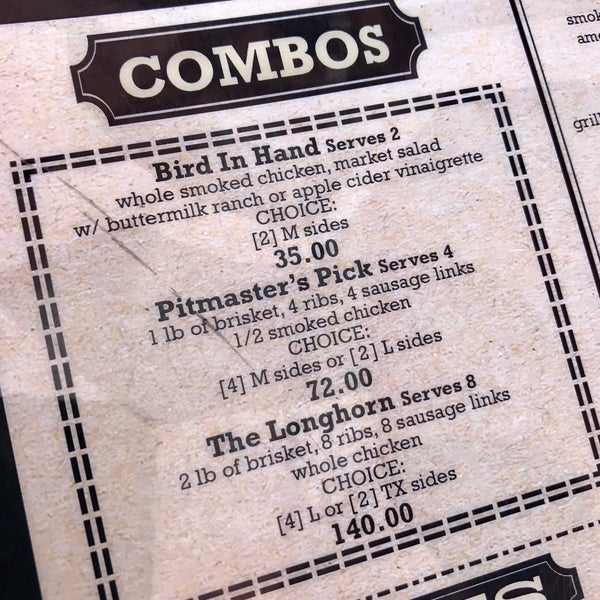 COMBOS
Bird In Hand Serves 2
whole smoked chicken, market salad
w/ buttermilk ranch or apple cider vinaigrette
CHOICE:
[2] M sides
35.00
Pitmaster's Pick Serves 4
1 lb of brisket, 4 ribs, 4 sausage links
1/2 smoked chicken
CHOICE:
[4] M sides or [2] L sides
72.00
The Longhorn Serves 8
2 lb of brisket, 8 ribs, 8 sausage links
whole chicken
CHOICE:
[4] L or [2] TX sides
140.00